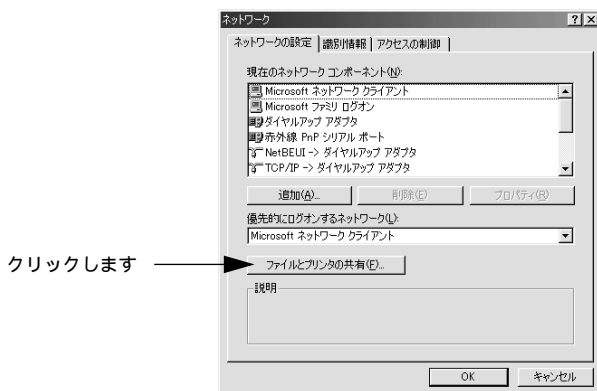 ネットワーク
ネットワークの設定 識別情報 アクセスの制御
現在のネットワーク コンポーネント(N):
Microsoft ネットワーク クライアント
Microsoft ファミリ ログオン
ダイヤルアップ アダプタ
赤外線 PnP シリアル ポート
NetBEUI -> ダイヤルアップ アダプタ
TCP/IP -> ダイヤルアップ アダプタ
追加(A)... 削除(E) プロパティ(R)
優先的にログオンするネットワーク(L):
Microsoft ネットワーク クライアント
クリックします
ファイルとプリンタの共有(F)...
説明
OK キャンセル